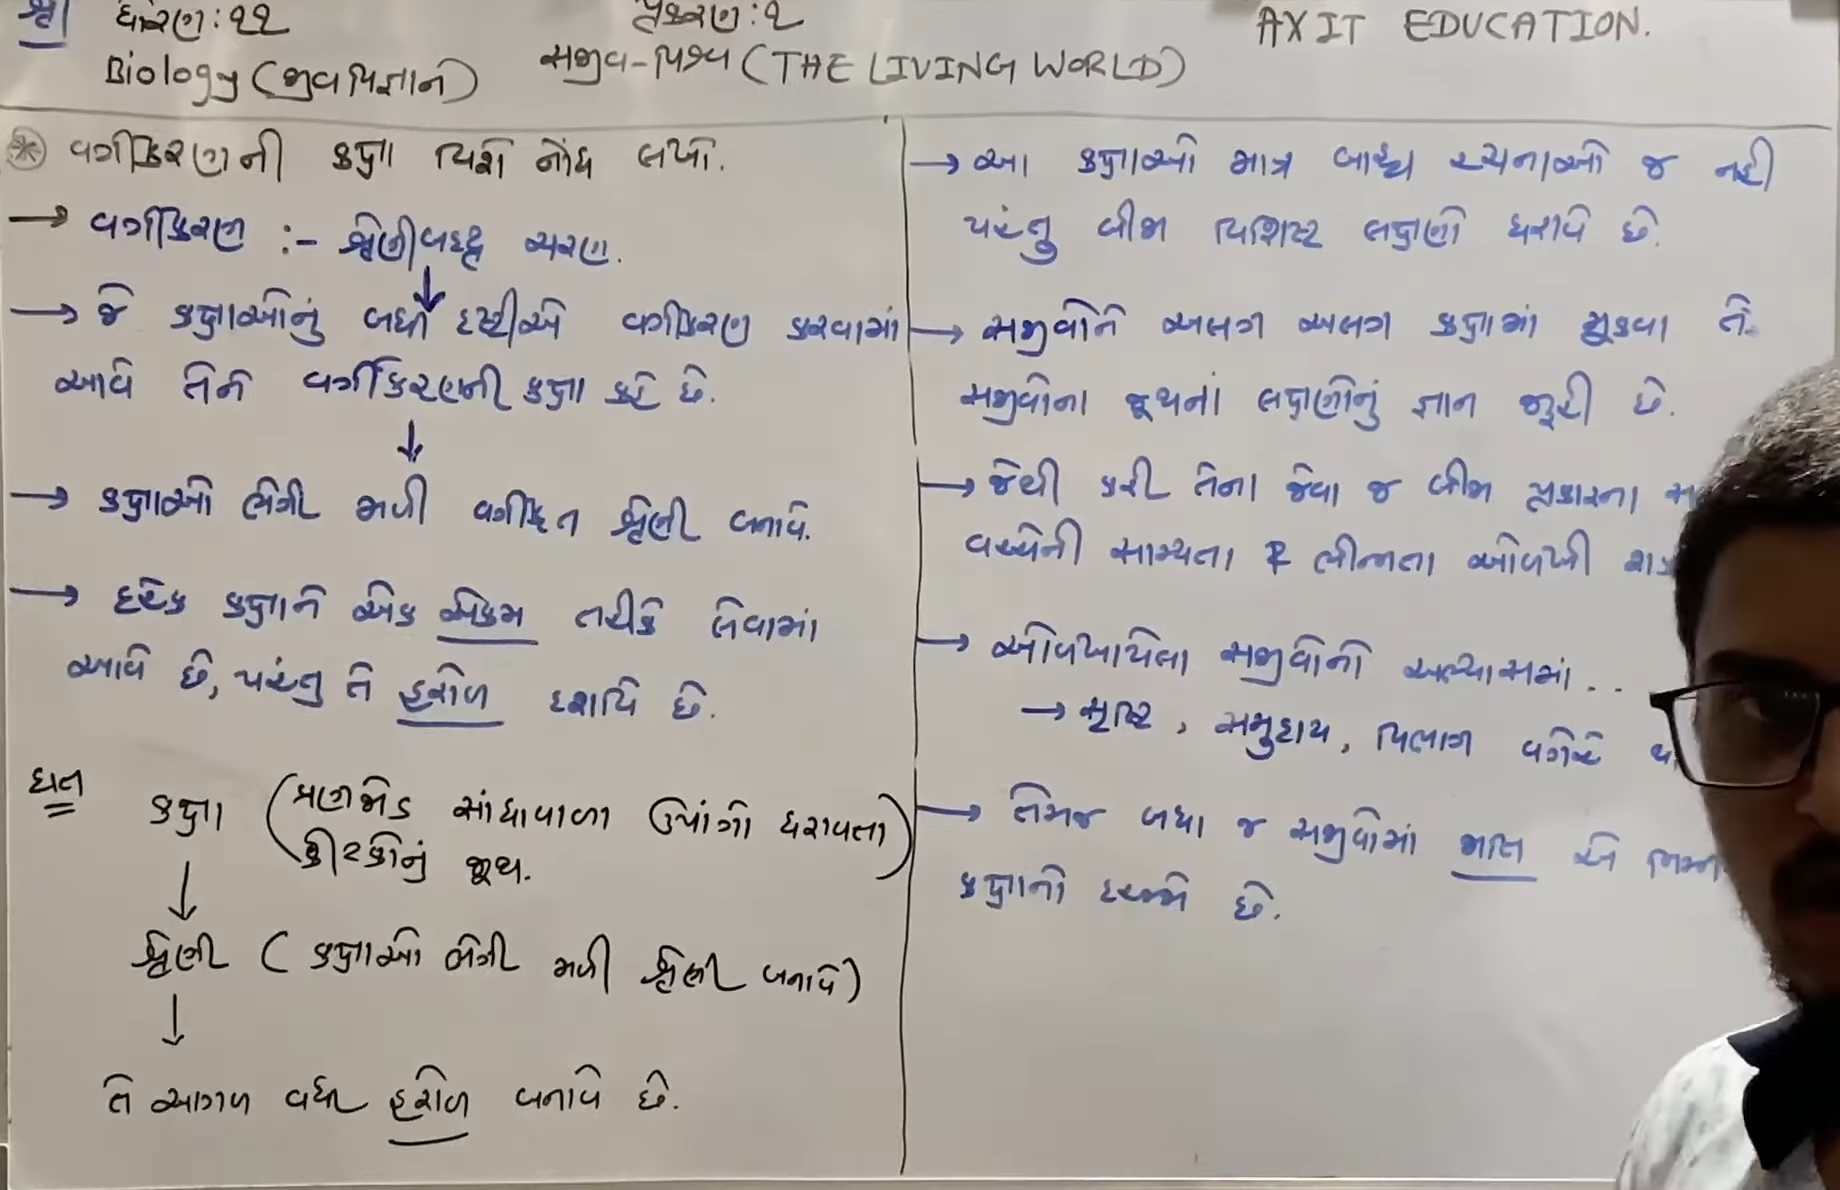 ધોરણ: ૧૧
Biology (જીવવિજ્ઞાન)
પ્રકરણ: ૧
સજીવ-વિશ્વ (THE LIVING WORLD)
AXIT EDUCATION.
વર્ગીકરણની કક્ષા વિશે નોંધ લખો.
→ વર્ગીકરણ :- શ્રેણીબદ્ધ ચરણ.
→ જે કક્ષાઓનું બધી દ્દષ્ટીએ વર્ગીકરણ કરવામાં
આવે તેને વર્ગીકરણની કક્ષા કહે છે.
→ કક્ષાઓ ભેગી મળી વર્ગીકૃત શ્રેણી બનાવે.
→ દરેક કક્ષાને એક એકમ તરીકે લેવામાં
આવે છે, પરંતુ તે હરોળ દર્શાવે છે.
દાત
કક્ષા (ત્રણજોડ સાંધાવાળા ઉપાંગો ધરાવતા
કીટકોનું જૂથ.)
↓
શ્રેણી (કક્ષાઓ ભેગી મળી શ્રેણી બનાવે)
↓
તે આગળ વધી હરોળ બનાવે છે.
→ આ કક્ષાઓ માત્ર બાહ્ય રચનાઓ જ નહી
પરંતુ બીજા વિશિષ્ટ લક્ષણો ધરાવે છે.
→ સજીવોને અલગ અલગ કક્ષામાં મૂકવા તે
સજીવોના જૂથનાં લક્ષણોનું જ્ઞાન જરૂરી છે.
→ જેથી કરી તેના જેવા જ બીજા પ્રકારના
વચ્ચેની સામ્યતા & ભીન્નતા ઓળખી
→ ઓળખાયેલા સજીવોનો અભ્યાસમાં..
→ સૃષ્ટિ, સમુદાય, વિભાગ વગેરે
→ તેમજ બધા જ સજીવોમાં જાતિ એ નિમ્ન
કક્ષાનો દરજ્જો છે.